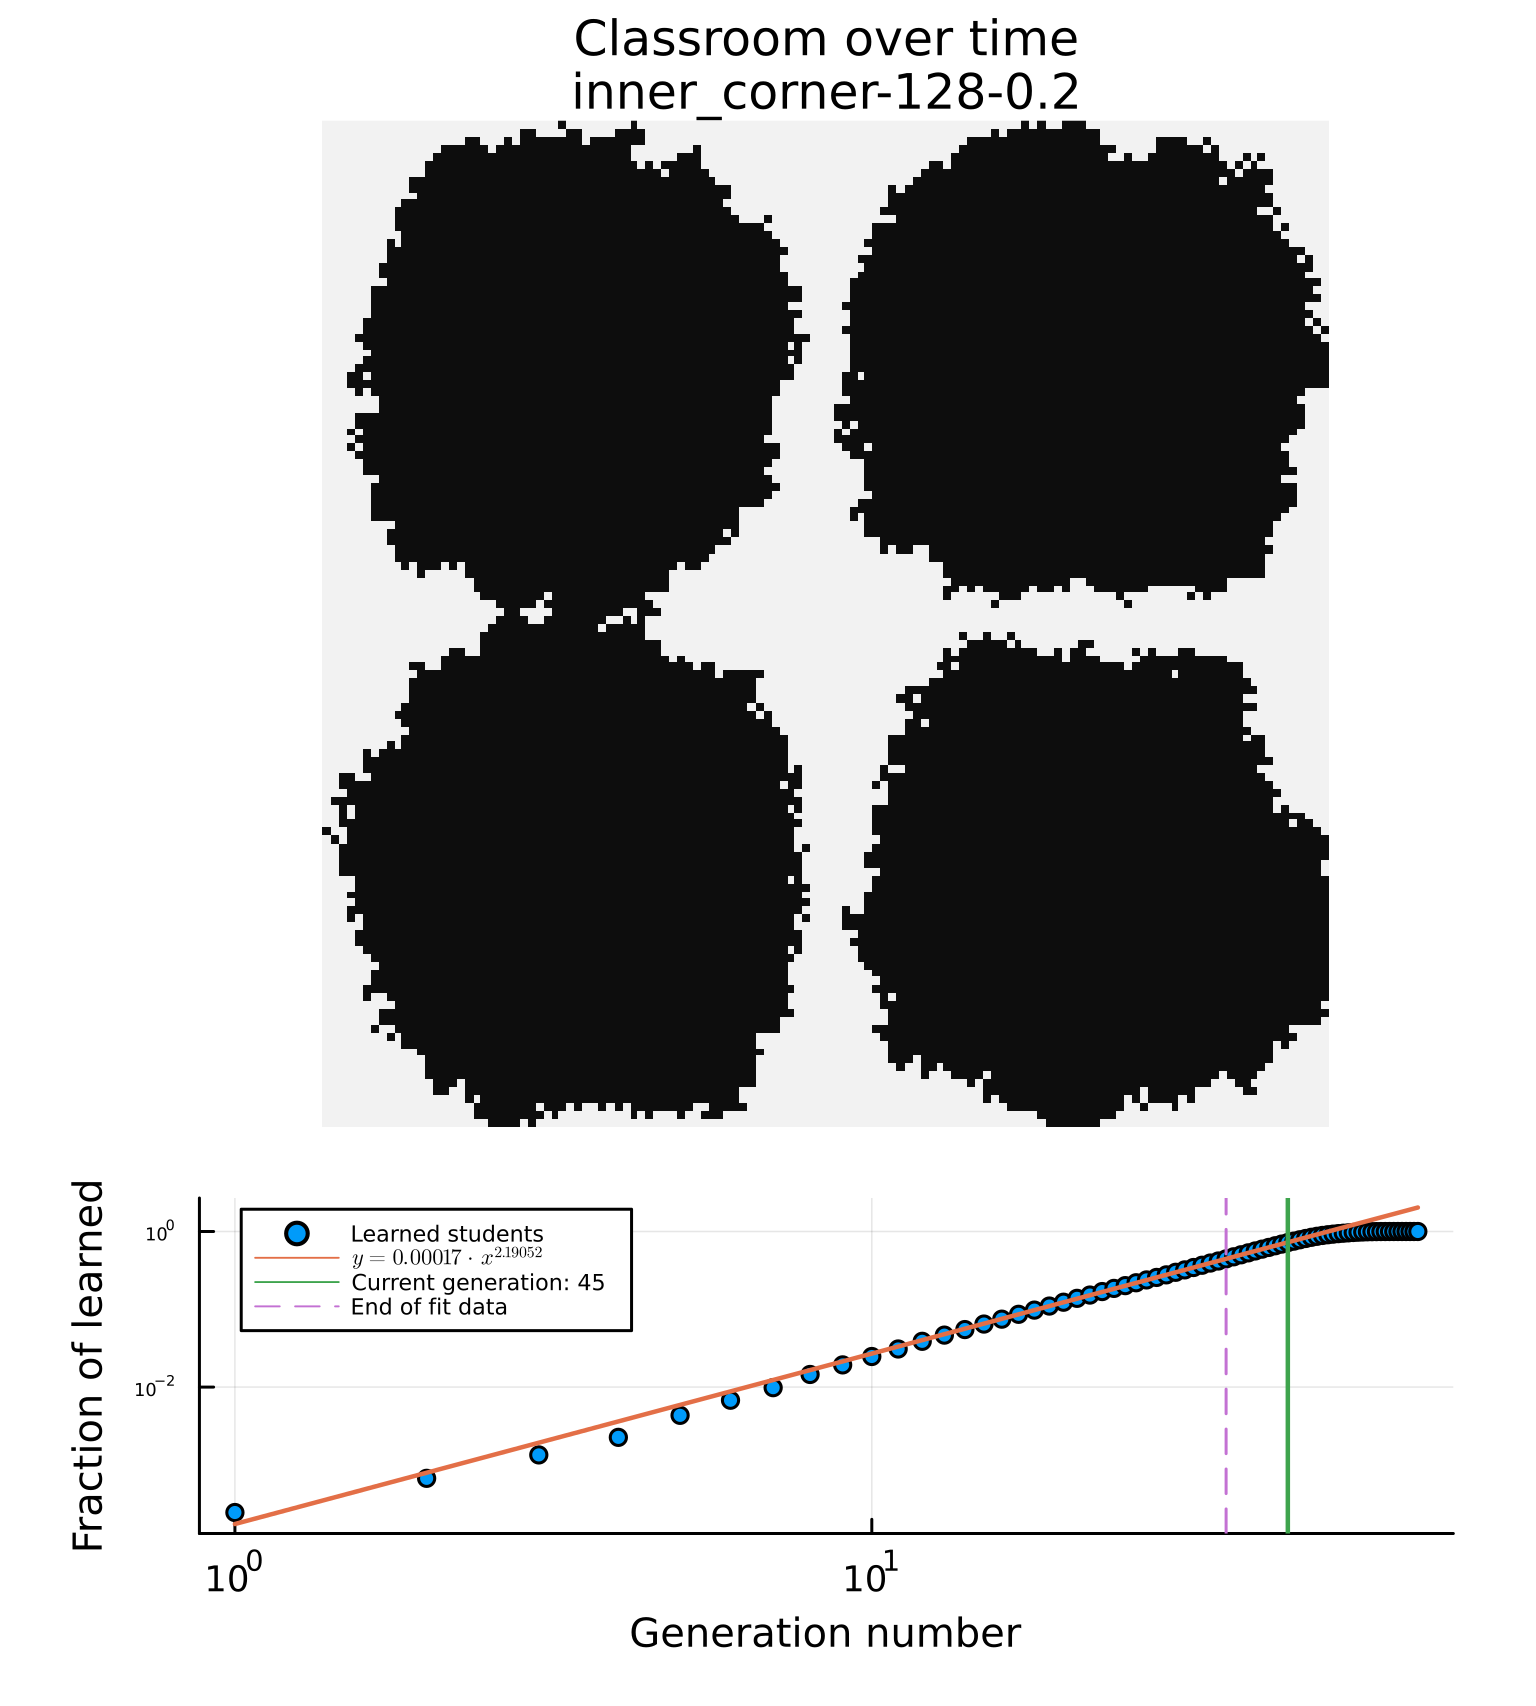 Classroom over time
inner_corner-128-0.2
Fraction of learned
10^0
10^-2
Learned students
y = 0.00017 · x^2.19052
Current generation: 45
End of fit data
10^0
10^1
Generation number